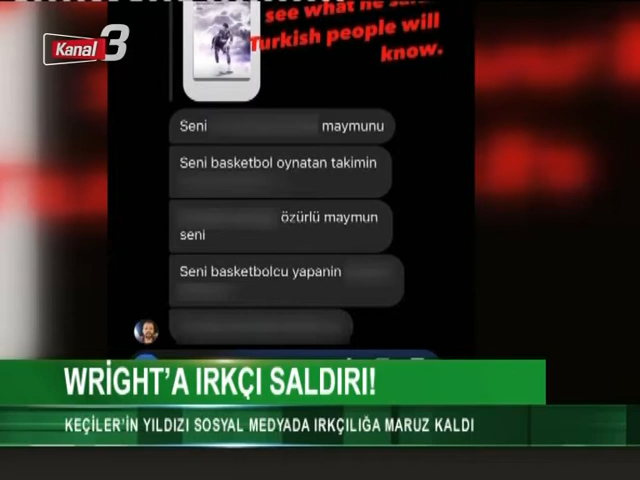 Kanal 3
see what he said
Turkish people will
know.
Seni maymunu
Seni basketbol oynatan takimin
özürlü maymun
seni
Seni basketbolcu yapanin
WRİGHT'A IRKÇI SALDIRI!
KEÇİLER'İN YILDIZI SOSYAL MEDYADA IRKÇILIĞA MARUZ KALDI